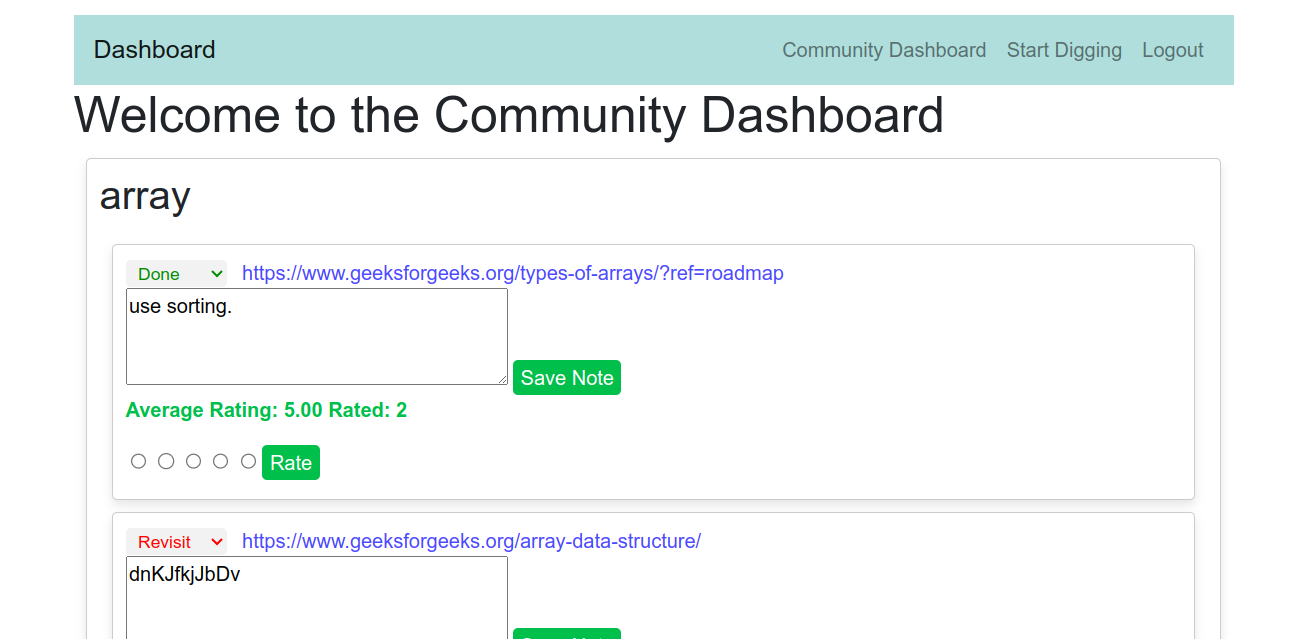 Dashboard Community Dashboard Start Digging Logout
Welcome to the Community Dashboard
array
Done https://www.geeksforgeeks.org/types-of-arrays/?ref=roadmap
use sorting.
Save Note
Average Rating: 5.00 Rated: 2
Rate
Revisit https://www.geeksforgeeks.org/array-data-structure/
dnKJfkjJbDv